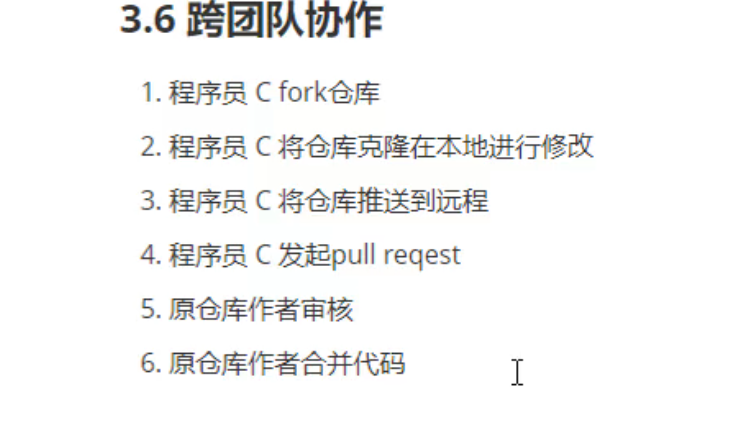 3.6 跨团队协作
1. 程序员 C fork仓库
2. 程序员 C 将仓库克隆在本地进行修改
3. 程序员 C 将仓库推送到远程
4. 程序员 C 发起pull reqest
5. 原仓库作者审核
6. 原仓库作者合并代码